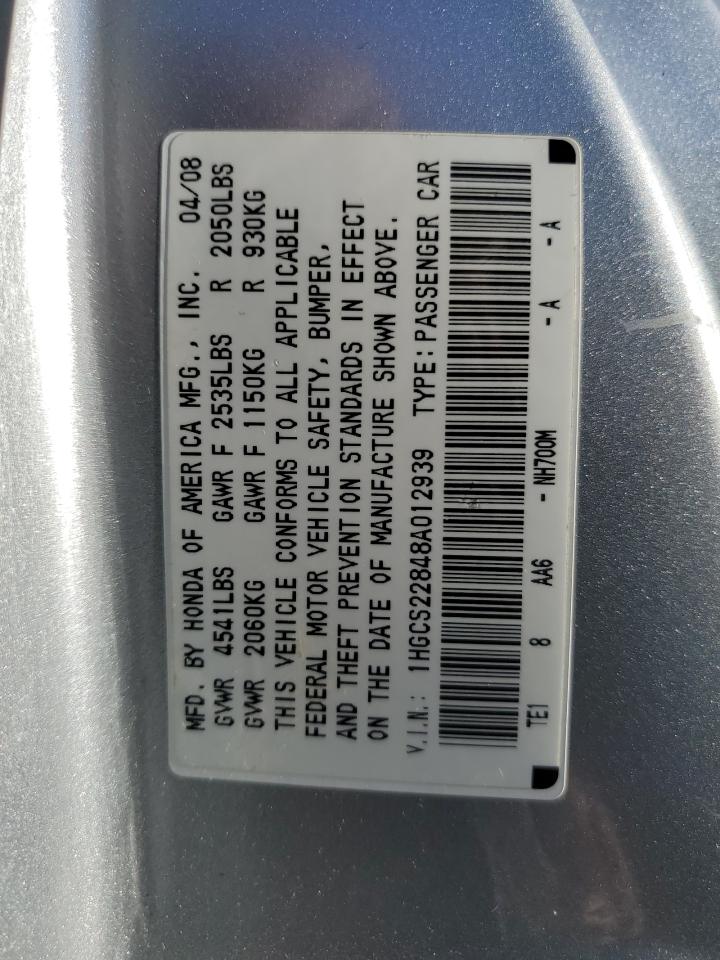 MFD. BY HONDA OF AMERICA MFG., INC. 04/08
GVWR 4541LBS GAWR F 2535LBS R 2050LBS
GVWR 2060KG GAWR F 1150KG R 930KG
THIS VEHICLE CONFORMS TO ALL APPLICABLE
FEDERAL MOTOR VEHICLE SAFETY, BUMPER,
AND THEFT PREVENTION STANDARDS IN EFFECT
ON THE DATE OF MANUFACTURE SHOWN ABOVE.
V.I.N.: 1HGCS22848A012939 TYPE: PASSENGER CAR
TE1 8 AA6 - NH700M - A - A